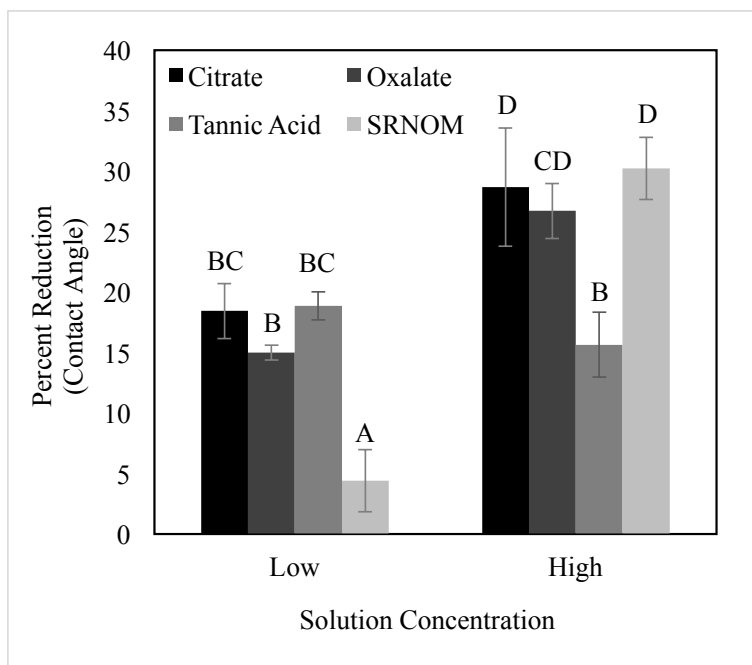 40
35
30
25
20
15
10
5
0
Percent Reduction
(Contact Angle)
Citrate
Oxalate
Tannic Acid
SRNOM
BC
B
BC
A
D
CD
B
D
Low
High
Solution Concentration